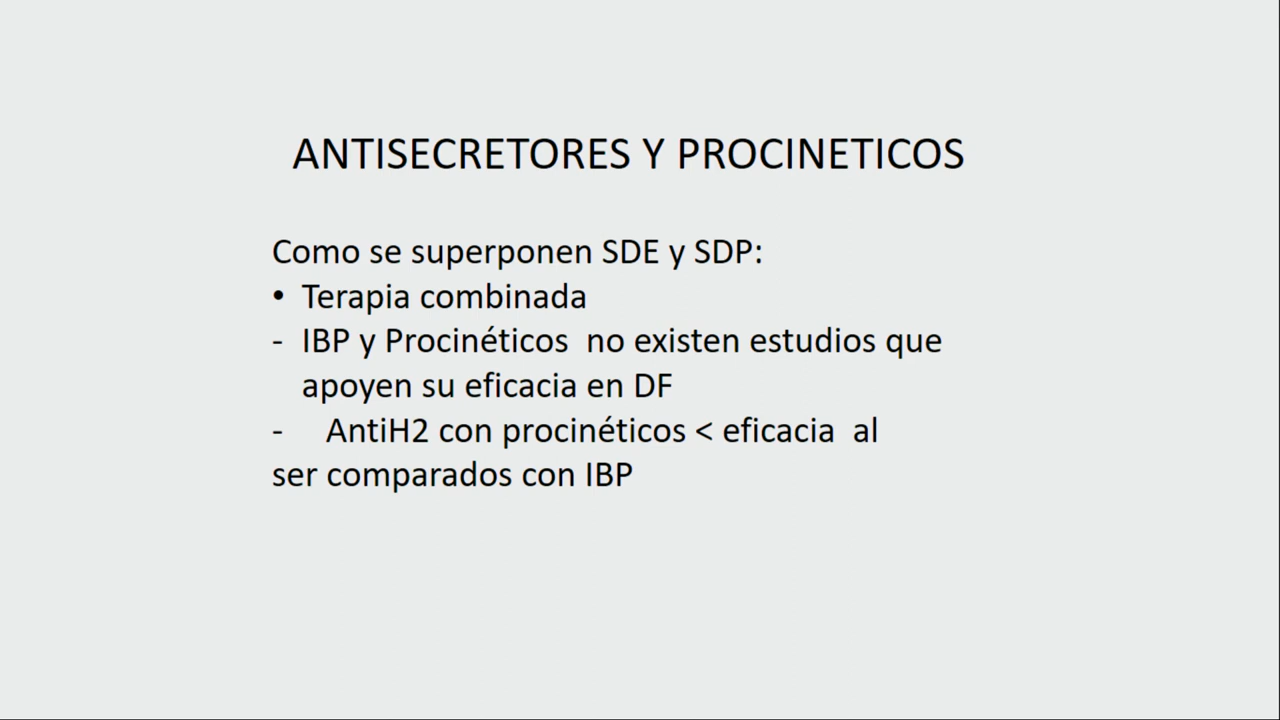 ANTISECRETORES Y PROCINETICOS
Como se superponen SDE y SDP:
• Terapia combinada
- IBP y Procinéticos  no existen estudios que
apoyen su eficacia en DF
-    AntiH2 con procinéticos < eficacia  al
ser comparados con IBP